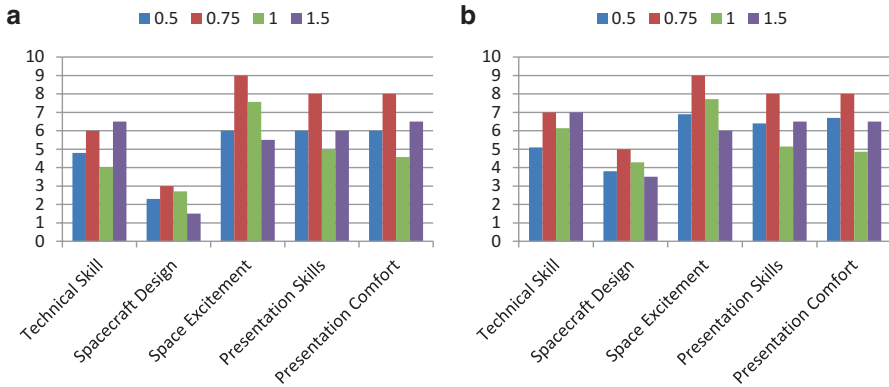 a
0.5 0.75 1 1.5
10
9
8
7
6
5
4
3
2
1
0
Technical Skill
Spacecraft Design
Space Excitement
Presentation Skills
Presentation Comfort
b
0.5 0.75 1 1.5
10
9
8
7
6
5
4
3
2
1
0
Technical Skill
Spacecraft Design
Space Excitement
Presentation Skills
Presentation Comfort